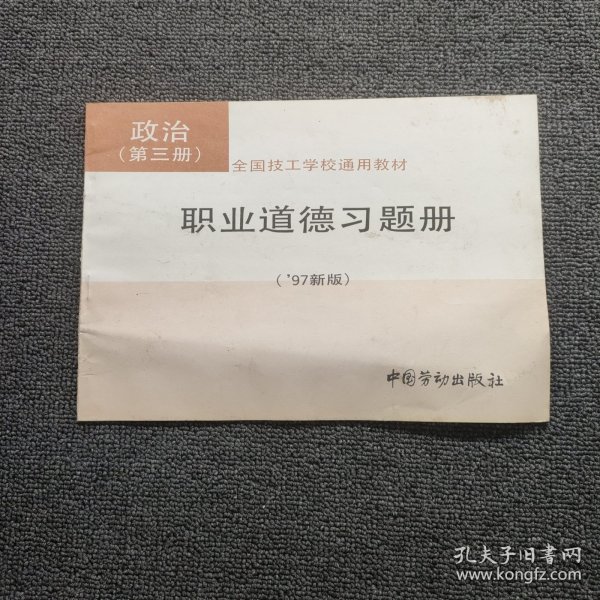 政治
（第三册）
全国技工学校通用教材
职业道德习题册
（'97新版）
中国劳动出版社
孔夫子旧书网
www.kongfz.com